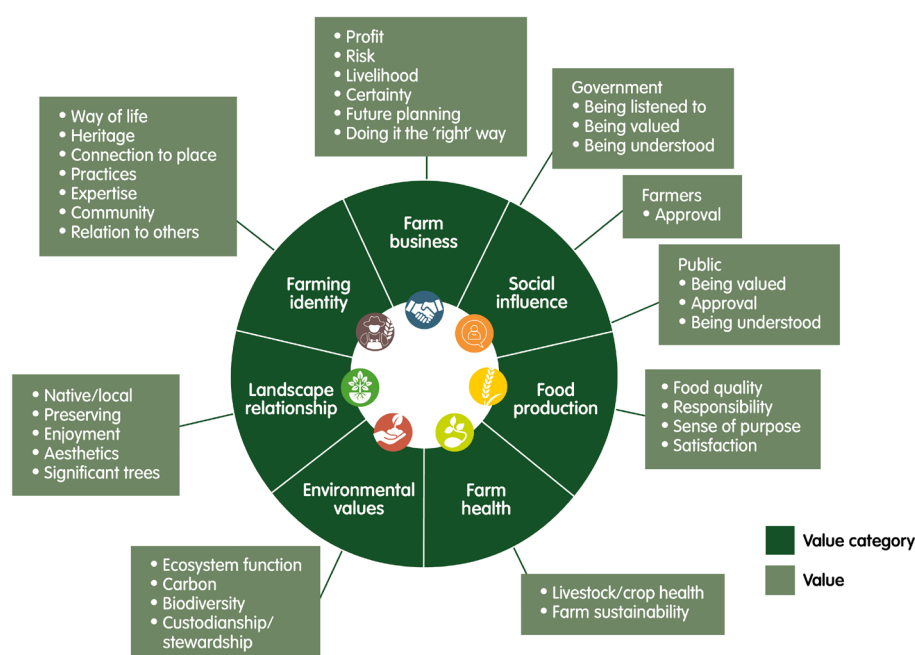 • Profit
• Risk
• Livelihood
• Certainty
• Future planning
• Doing it the ‘right’ way
Government
• Being listened to
• Being valued
• Being understood
Farmers
• Approval
Public
• Being valued
• Approval
• Being understood
• Food quality
• Responsibility
• Sense of purpose
• Satisfaction
• Livestock/crop health
• Farm sustainability
• Ecosystem function
• Carbon
• Biodiversity
• Custodianship/
stewardship
• Native/local
• Preserving
• Enjoyment
• Aesthetics
• Significant trees
• Way of life
• Heritage
• Connection to place
• Practices
• Expertise
• Community
• Relation to others
Farm
business
Social
influence
Food
production
Farm
health
Environmental
values
Landscape
relationship
Farming
identity
Value category
Value